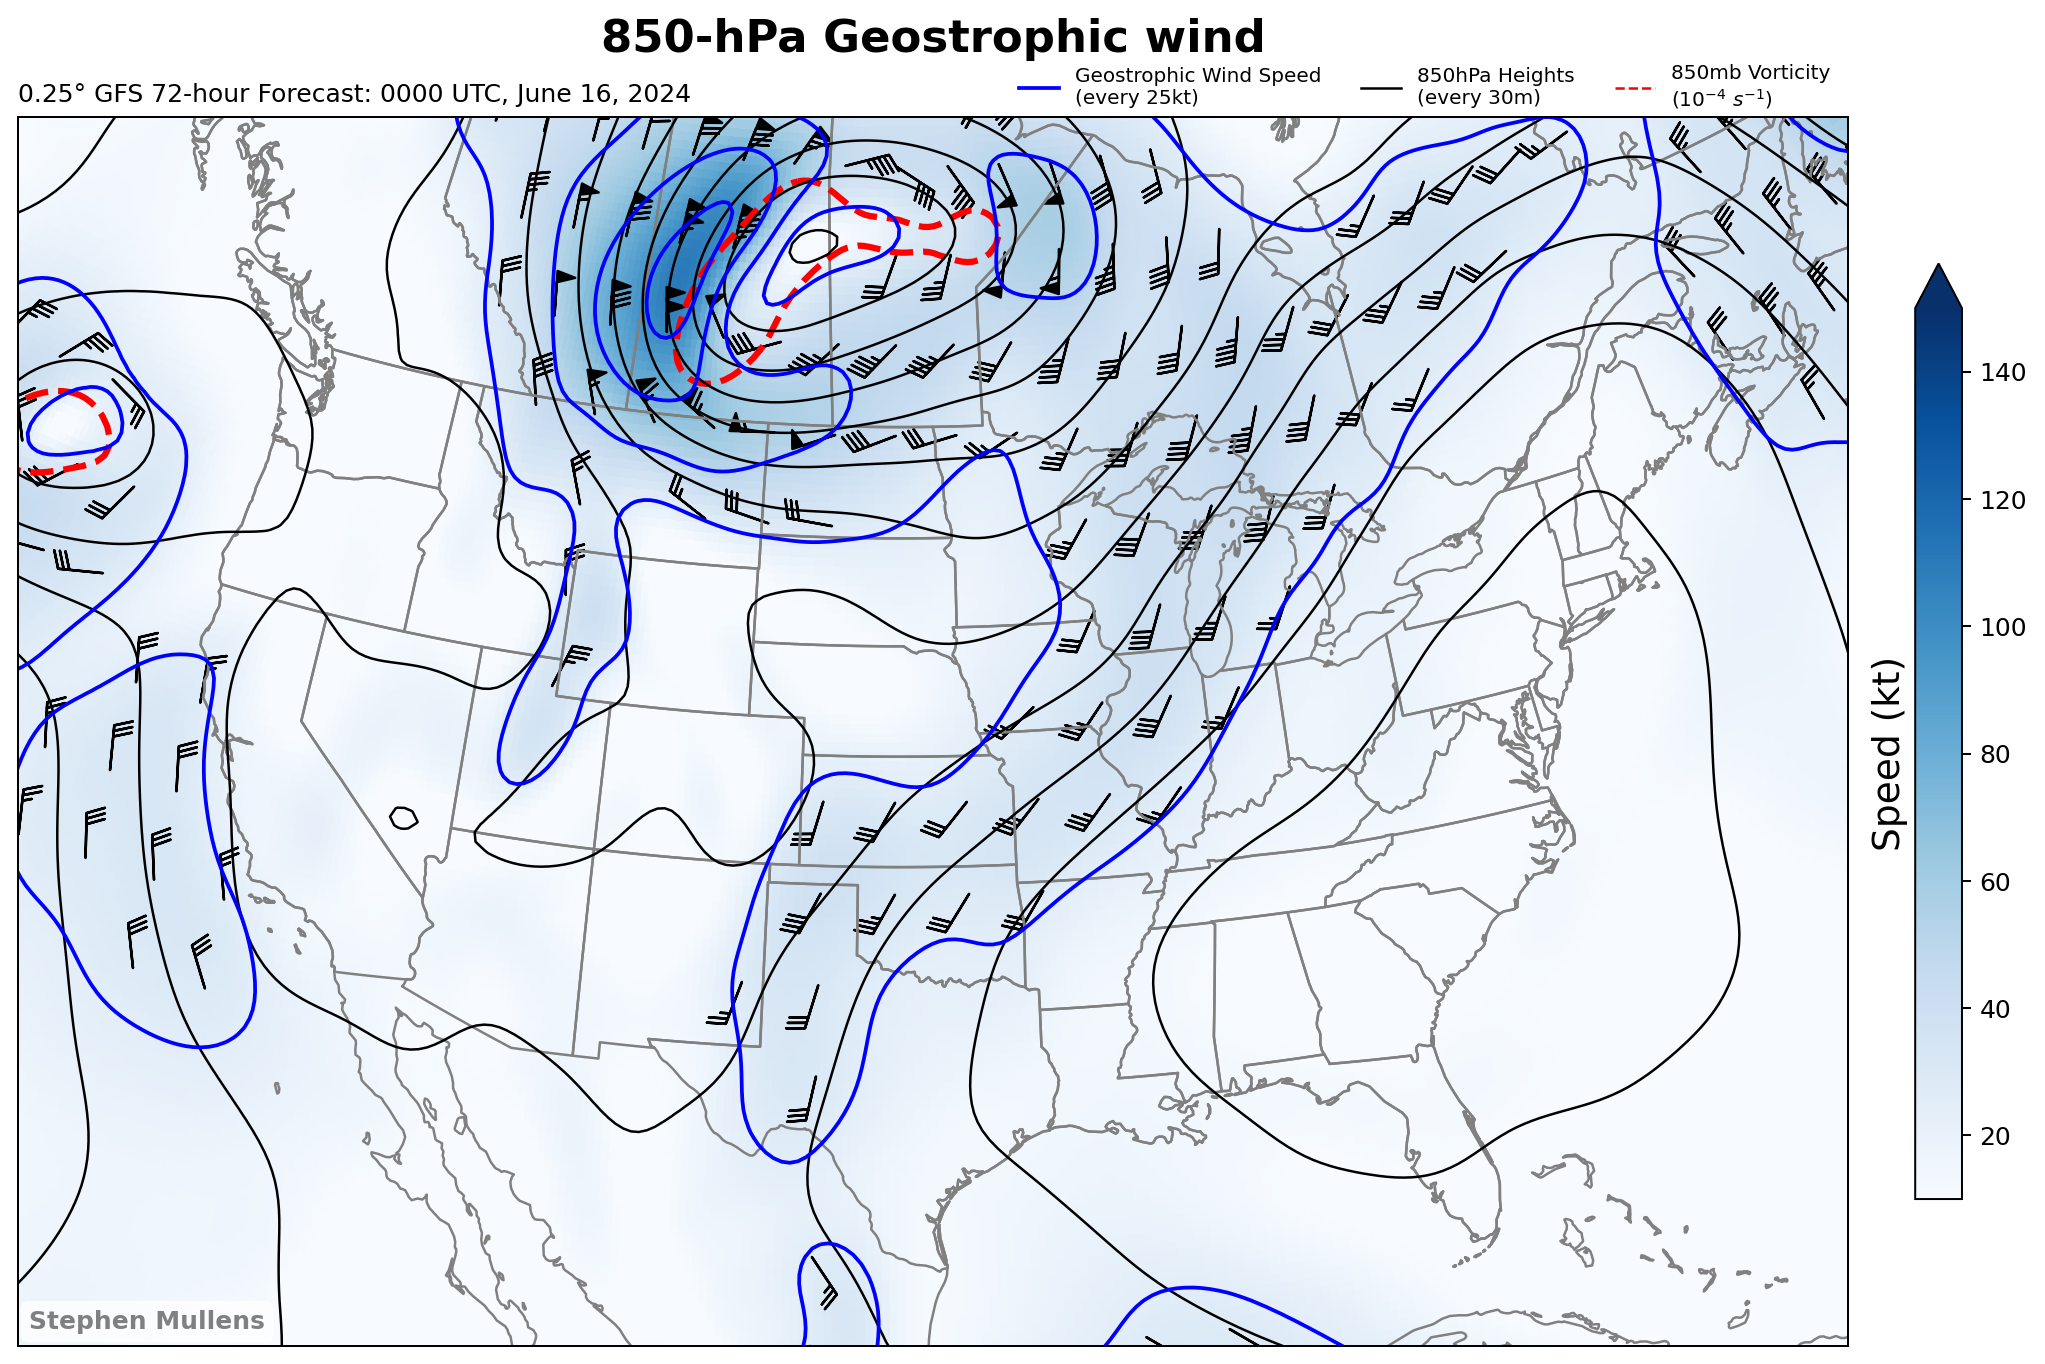 850-hPa Geostrophic wind
0.25° GFS 72-hour Forecast: 0000 UTC, June 16, 2024
Geostrophic Wind Speed
(every 25kt)
850hPa Heights
(every 30m)
850mb Vorticity
(10⁻⁴ s⁻¹)
140
120
100
80
60
40
20
Speed (kt)
Stephen Mullens